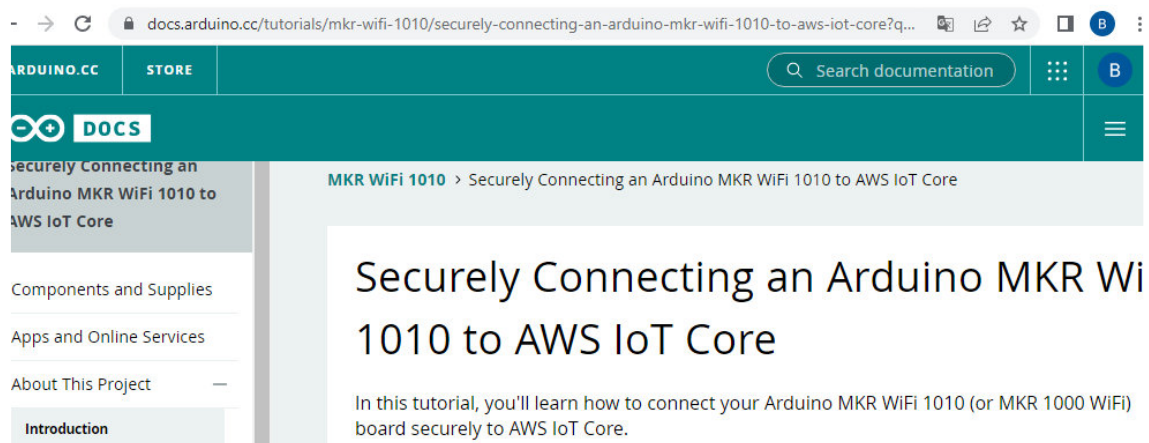 docs.arduino.cc/tutorials/mkr-wifi-1010/securely-connecting-an-arduino-mkr-wifi-1010-to-aws-iot-core?q...
B
ARDUINO.CC
STORE
Search documentation
B
DOCS
Securely Connecting an
Arduino MKR WiFi 1010 to
AWS IoT Core
Components and Supplies
Apps and Online Services
About This Project
Introduction
MKR WiFi 1010 > Securely Connecting an Arduino MKR WiFi 1010 to AWS IoT Core
Securely Connecting an Arduino MKR Wi
1010 to AWS IoT Core
In this tutorial, you'll learn how to connect your Arduino MKR WiFi 1010 (or MKR 1000 WiFi)
board securely to AWS IoT Core.